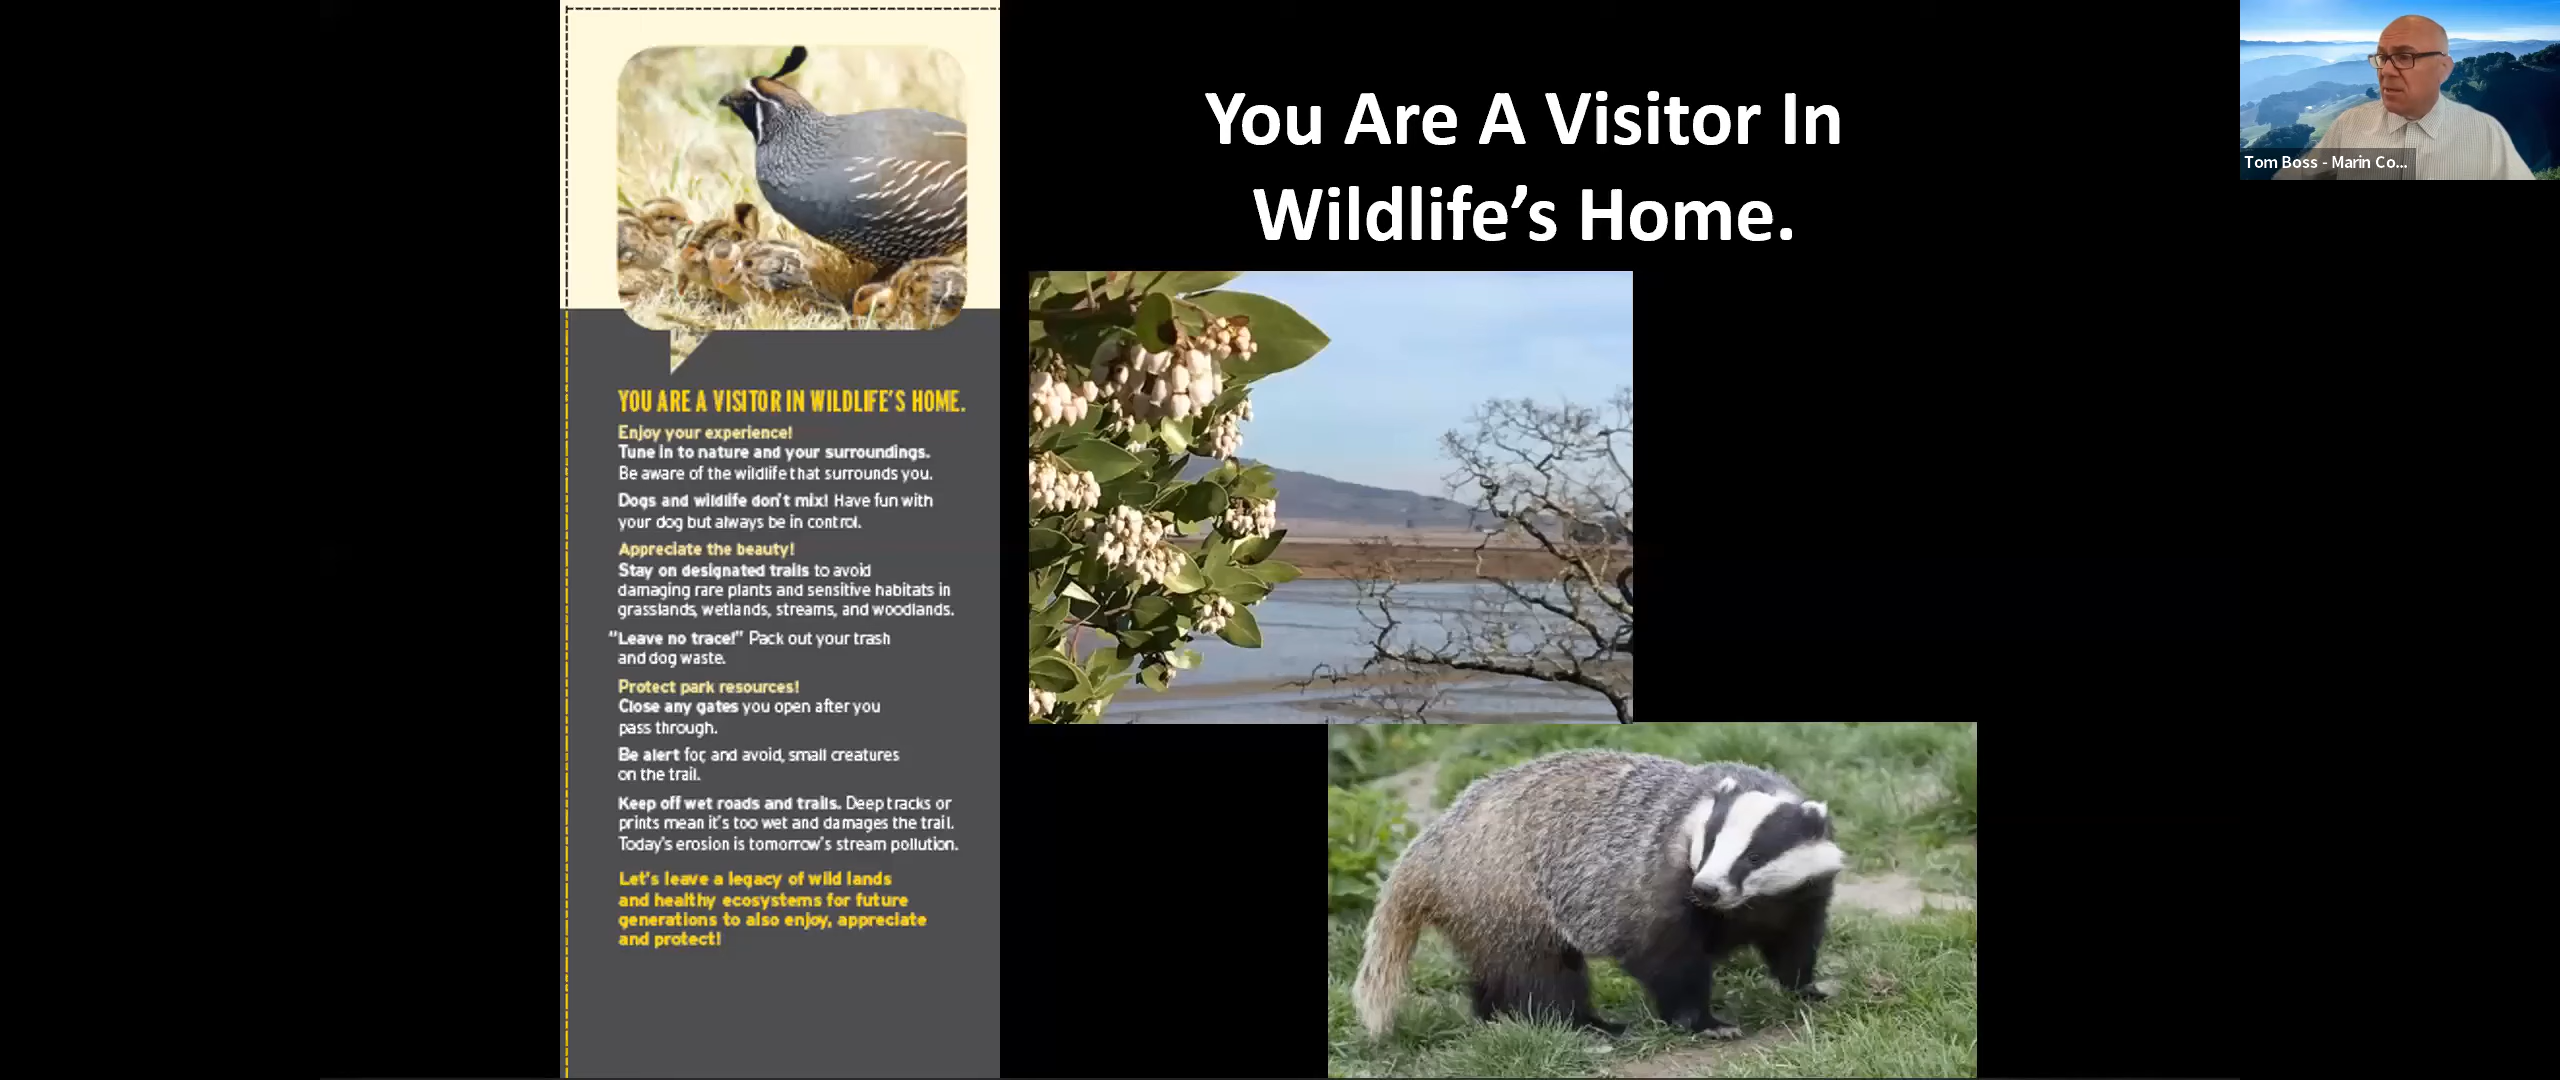 You Are A Visitor In
Wildlife’s Home.
Tom Boss - Marin Co...
YOU ARE A VISITOR IN WILDLIFE’S HOME.
Enjoy your experience!
Tune in to nature and your surroundings.
Be aware of the wildlife that surrounds you.
Dogs and wildlife don’t mix! Have fun with
your dog but always be in control.
Appreciate the beauty!
Stay on designated trails to avoid
damaging rare plants and sensitive habitats in
grasslands, wetlands, streams, and woodlands.
“Leave no trace!” Pack out your trash
and dog waste.
Protect park resources!
Close any gates you open after you
pass through.
Be alert for, and avoid, small creatures
on the trail.
Keep off wet roads and trails. Deep tracks or
prints mean it’s too wet and damages the trail.
Today’s erosion is tomorrow’s stream pollution.
Let’s leave a legacy of wild lands
and healthy ecosystems for future
generations to also enjoy, appreciate
and protect!